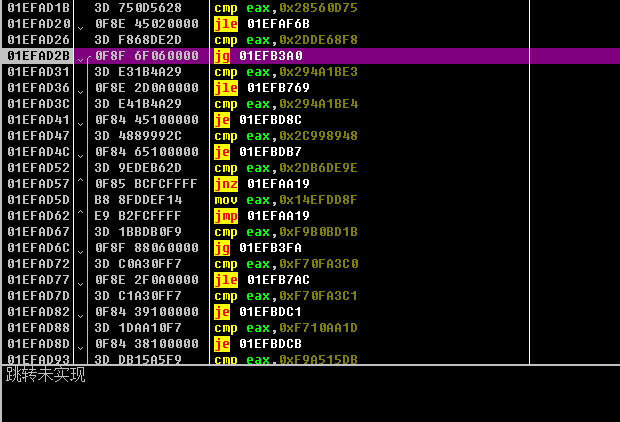 01EFAD1B 3D 750D5628 cmp eax,0x28560D75
01EFAD20 0F8E 45020000 jle 01EFAF6B
01EFAD26 3D F868DE2D cmp eax,0x2DDE68F8
01EFAD2B 0F8F 6F060000 jg 01EFB3A0
01EFAD31 3D E31B4A29 cmp eax,0x294A1BE3
01EFAD36 0F8E 2D0A0000 jle 01EFB769
01EFAD3C 3D E41B4A29 cmp eax,0x294A1BE4
01EFAD41 0F84 45100000 je 01EFBD8C
01EFAD47 3D 4889992C cmp eax,0x2C998948
01EFAD4C 0F84 65100000 je 01EFBDB7
01EFAD52 3D 9EDEB62D cmp eax,0x2DB6DE9E
01EFAD57 0F85 BCFCFFFF jnz 01EFAA19
01EFAD5D B8 8FDDEF14 mov eax,0x14EFDD8F
01EFAD62 E9 B2FCFFFF jmp 01EFAA19
01EFAD67 3D 1BBDB0F9 cmp eax,0xF9B0BD1B
01EFAD6C 0F8F 88060000 jg 01EFB3FA
01EFAD72 3D C0A30FF7 cmp eax,0xF70FA3C0
01EFAD77 0F8E 2F0A0000 jle 01EFB7AC
01EFAD7D 3D C1A30FF7 cmp eax,0xF70FA3C1
01EFAD82 0F84 39100000 je 01EFBDC1
01EFAD88 3D 1DAA10F7 cmp eax,0xF710AA1D
01EFAD8D 0F84 38100000 je 01EFBDCB
01EFAD93 3D DB15A5F9 cmp eax,0xF9A515DB
跳转未实现